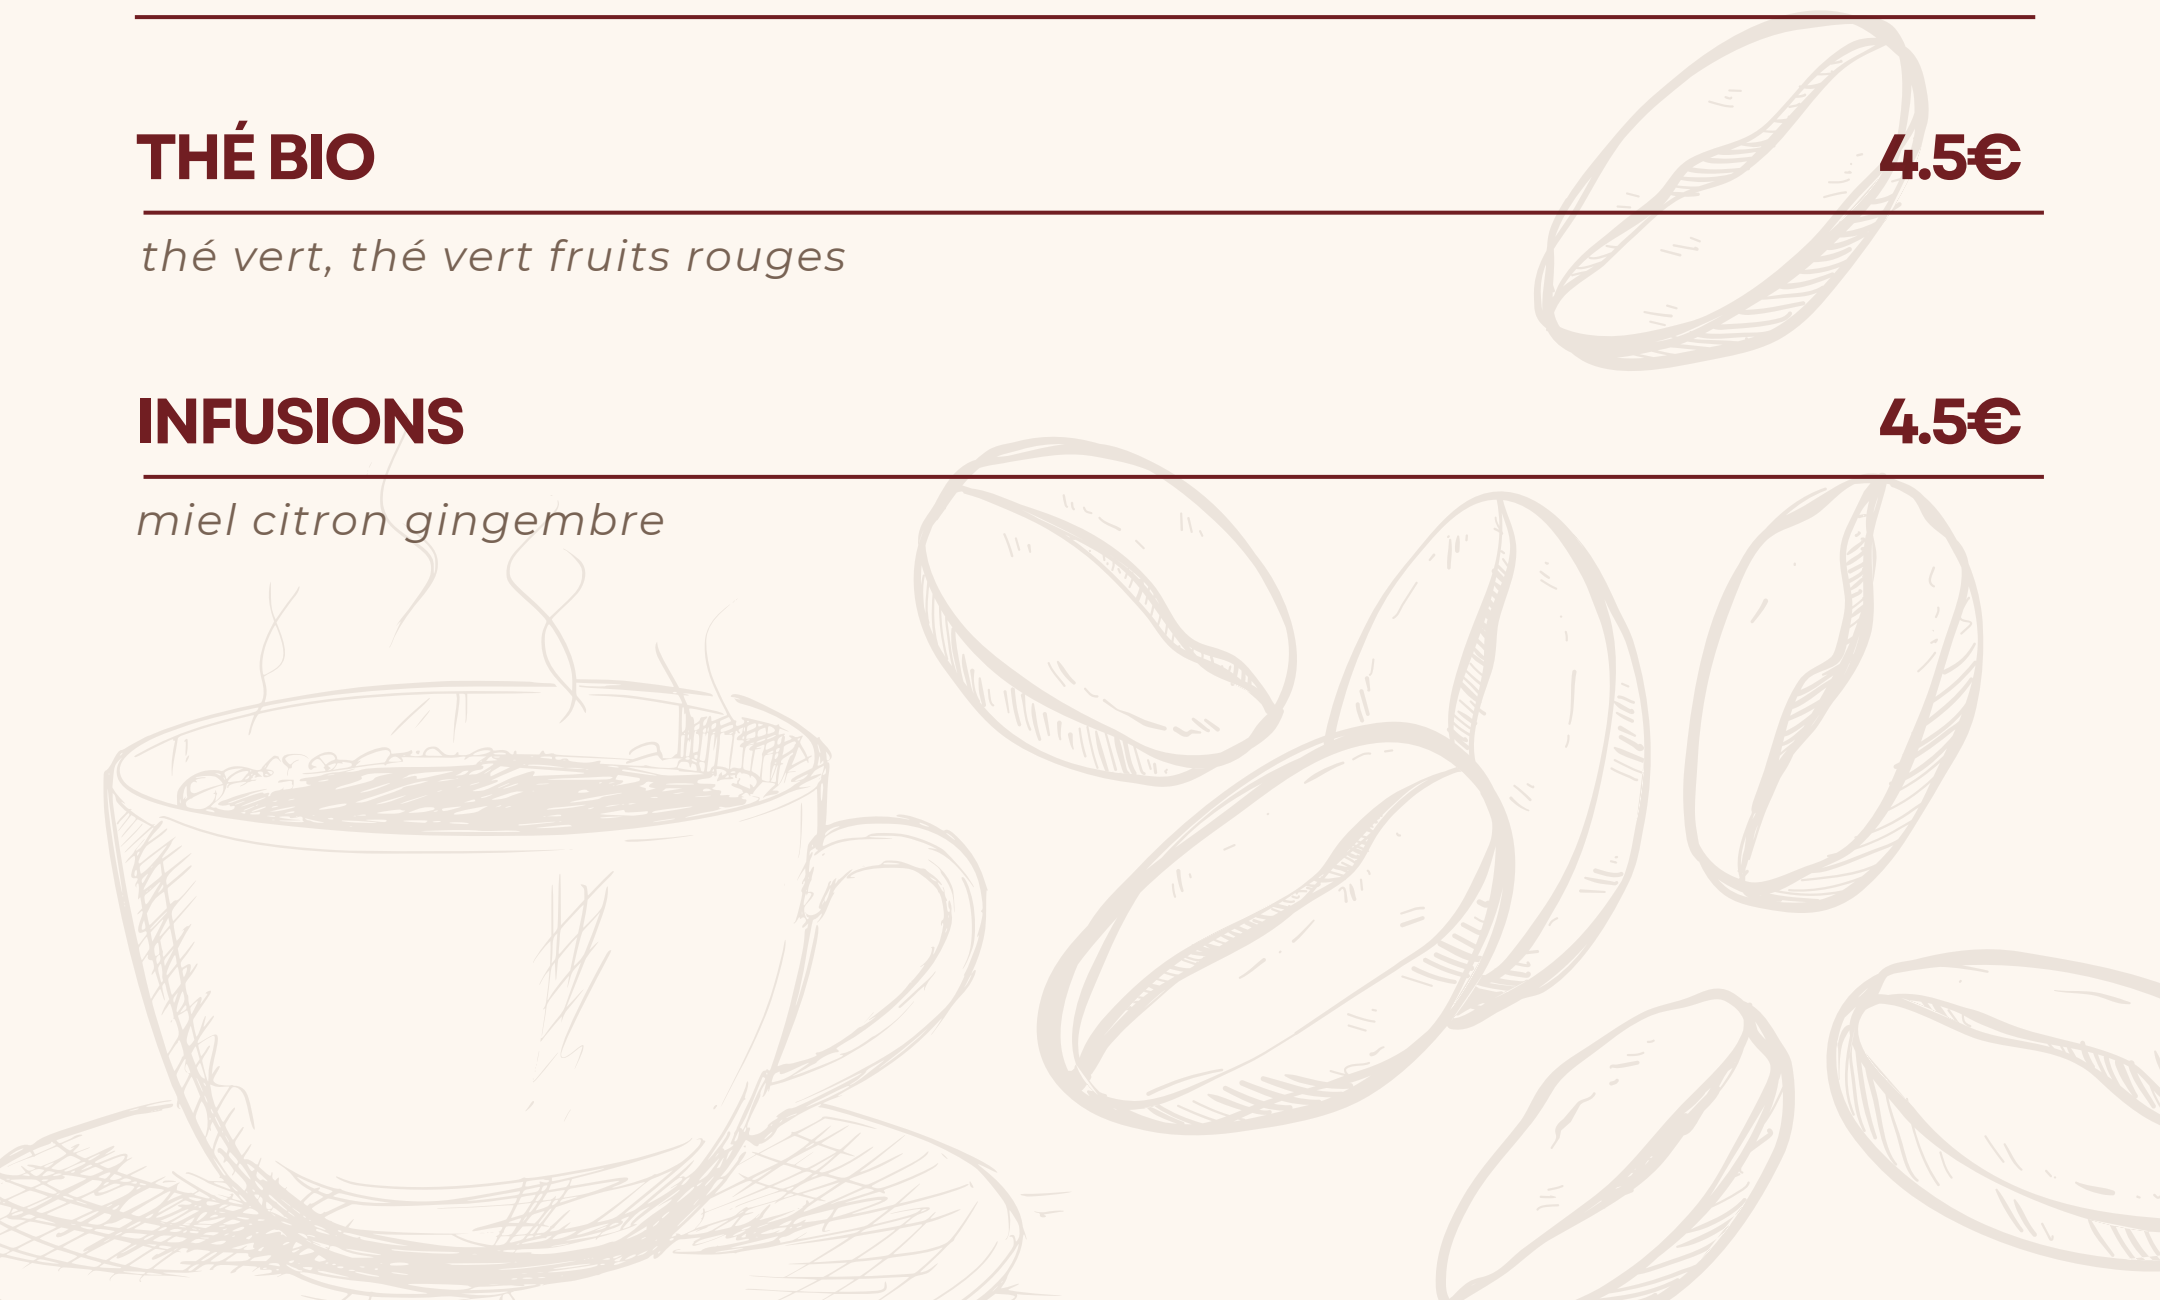 THÉ BIO 4.5€
thé vert, thé vert fruits rouges
INFUSIONS 4.5€
miel citron gingembre